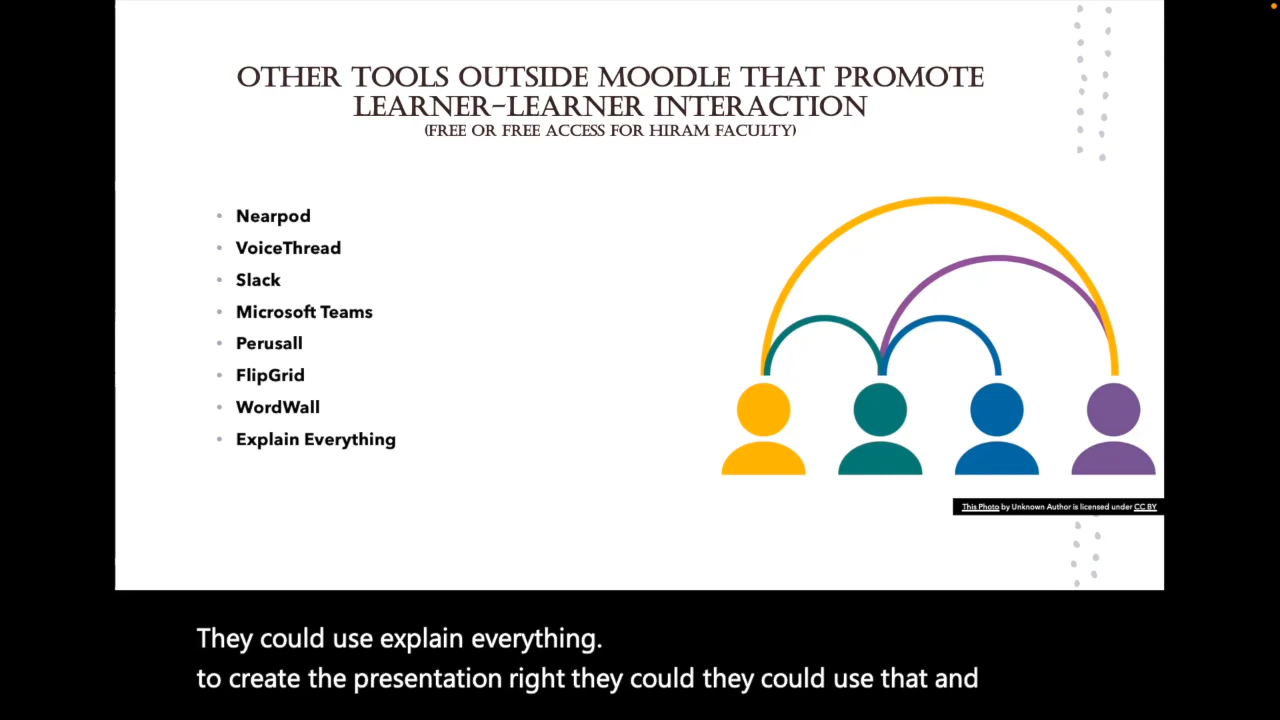 OTHER TOOLS OUTSIDE MOODLE THAT PROMOTE
LEARNER-LEARNER INTERACTION
(FREE OR FREE ACCESS FOR HIRAM FACULTY)
• Nearpod
• VoiceThread
• Slack
• Microsoft Teams
• Perusall
• FlipGrid
• WordWall
• Explain Everything
This Photo by Unknown Author is licensed under CC BY
They could use explain everything.
to create the presentation right they could they could use that and